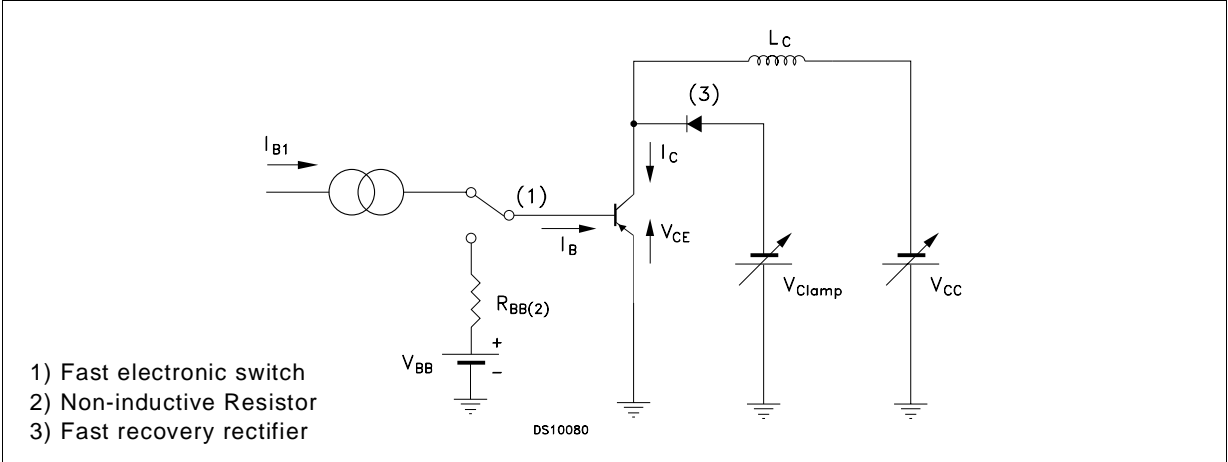 L_C
(3)
I_B1
I_C
(1)
V_CE
I_B
V_Clamp
V_CC
R_BB(2)
+
V_BB
−
1) Fast electronic switch
2) Non-inductive Resistor
3) Fast recovery rectifier
DS10080